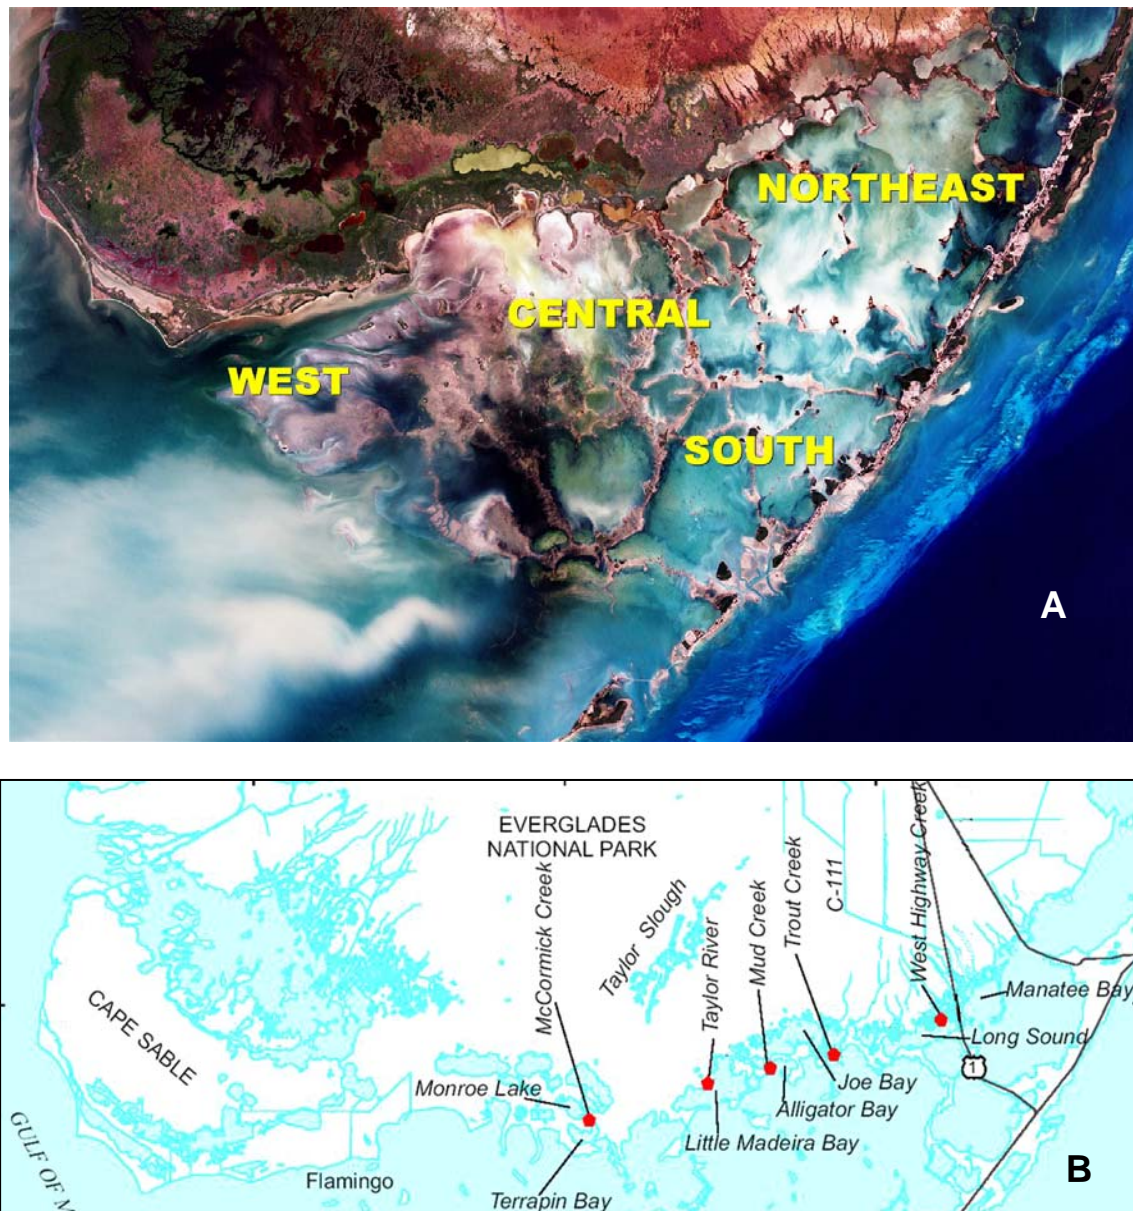 NORTHEAST
CENTRAL
WEST
SOUTH
A
EVERGLADES
NATIONAL PARK
McCormick Creek
Taylor Slough
Taylor River
Mud Creek
Trout Creek
C-111
West Highway Creek
CAPE SABLE
Manatee Bay
Long Sound
1
Monroe Lake
Joe Bay
Alligator Bay
Little Madeira Bay
GULF OF M
Flamingo
Terrapin Bay
B